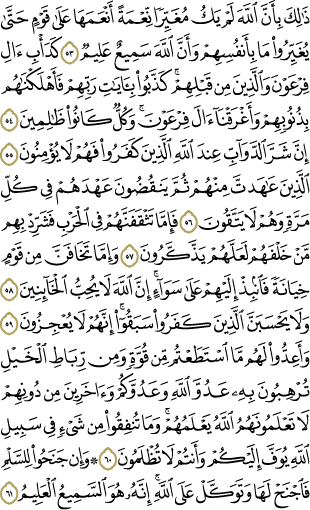 ذَٰلِكَ بِأَنَّ ٱللَّهَ لَمْ يَكُ مُغَيِّرًا نِّعْمَةً أَنْعَمَهَا عَلَىٰ قَوْمٍ حَتَّىٰ
يُغَيِّرُوا۟ مَا بِأَنفُسِهِمْ وَأَنَّ ٱللَّهَ سَمِيعٌ عَلِيمٌ ٥٣ كَدَأْبِ ءَالِ
فِرْعَوْنَ وَٱلَّذِينَ مِن قَبْلِهِمْ ۚ كَذَّبُوا۟ بِـَٔايَٰتِ رَبِّهِمْ فَأَهْلَكْنَٰهُم
بِذُنُوبِهِمْ وَأَغْرَقْنَآ ءَالَ فِرْعَوْنَ ۚ وَكُلٌّ كَانُوا۟ ظَٰلِمِينَ ٥٤
إِنَّ شَرَّ ٱلدَّوَآبِّ عِندَ ٱللَّهِ ٱلَّذِينَ كَفَرُوا۟ فَهُمْ لَا يُؤْمِنُونَ ٥٥
ٱلَّذِينَ عَٰهَدتَّ مِنْهُمْ ثُمَّ يَنقُضُونَ عَهْدَهُمْ فِى كُلِّ
مَرَّةٍ وَهُمْ لَا يَتَّقُونَ ٥٦ فَإِمَّا تَثْقَفَنَّهُمْ فِى ٱلْحَرْبِ فَشَرِّدْ بِهِم
مَّنْ خَلْفَهُمْ لَعَلَّهُمْ يَذَّكَّرُونَ ٥٧ وَإِمَّا تَخَافَنَّ مِن قَوْمٍ
خِيَانَةً فَٱنۢبِذْ إِلَيْهِمْ عَلَىٰ سَوَآءٍ ۚ إِنَّ ٱللَّهَ لَا يُحِبُّ ٱلْخَآئِنِينَ ٥٨
وَلَا يَحْسَبَنَّ ٱلَّذِينَ كَفَرُوا۟ سَبَقُوٓا۟ ۚ إِنَّهُمْ لَا يُعْجِزُونَ ٥٩
وَأَعِدُّوا۟ لَهُم مَّا ٱسْتَطَعْتُم مِّن قُوَّةٍ وَمِن رِّبَاطِ ٱلْخَيْلِ
تُرْهِبُونَ بِهِۦ عَدُوَّ ٱللَّهِ وَعَدُوَّكُمْ وَءَاخَرِينَ مِن دُونِهِمْ
لَا تَعْلَمُونَهُمُ ٱللَّهُ يَعْلَمُهُمْ ۚ وَمَا تُنفِقُوا۟ مِن شَىْءٍ فِى سَبِيلِ
ٱللَّهِ يُوَفَّ إِلَيْكُمْ وَأَنتُمْ لَا تُظْلَمُونَ ٦٠ ۞ وَإِن جَنَحُوا۟ لِلسَّلْمِ
فَٱجْنَحْ لَهَا وَتَوَكَّلْ عَلَى ٱللَّهِ ۚ إِنَّهُۥ هُوَ ٱلسَّمِيعُ ٱلْعَلِيمُ ٦١